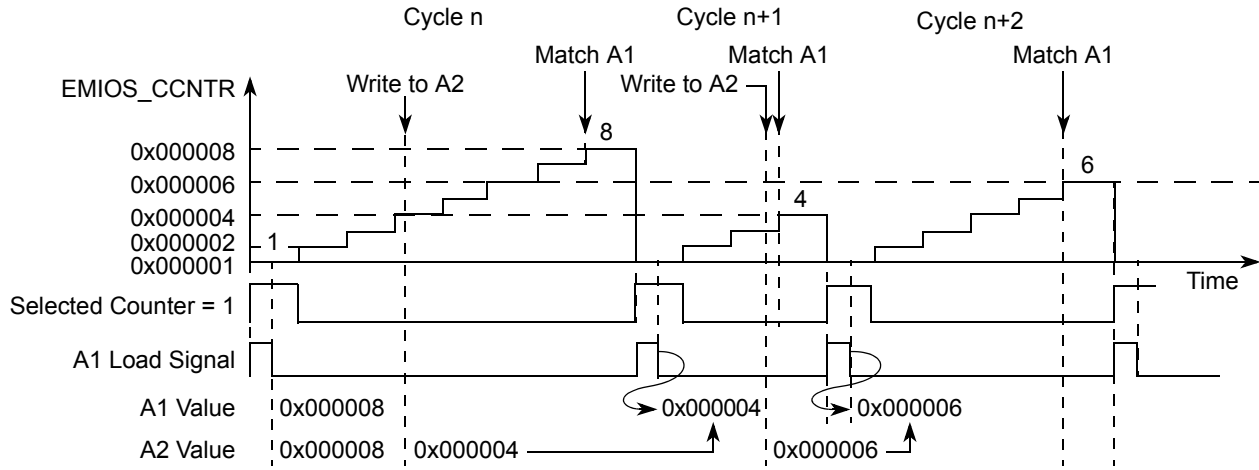 Cycle n Cycle n+1 Cycle n+2
Match A1 Match A1 Match A1
EMIOS_CCNTR Write to A2 Write to A2
8
0x000008
6
0x000006
4
0x000004
1
0x000002
0x000001
Time
Selected Counter = 1
A1 Load Signal
A1 Value 0x000008 0x000004 0x000006
A2 Value 0x000008 0x000004 0x000006